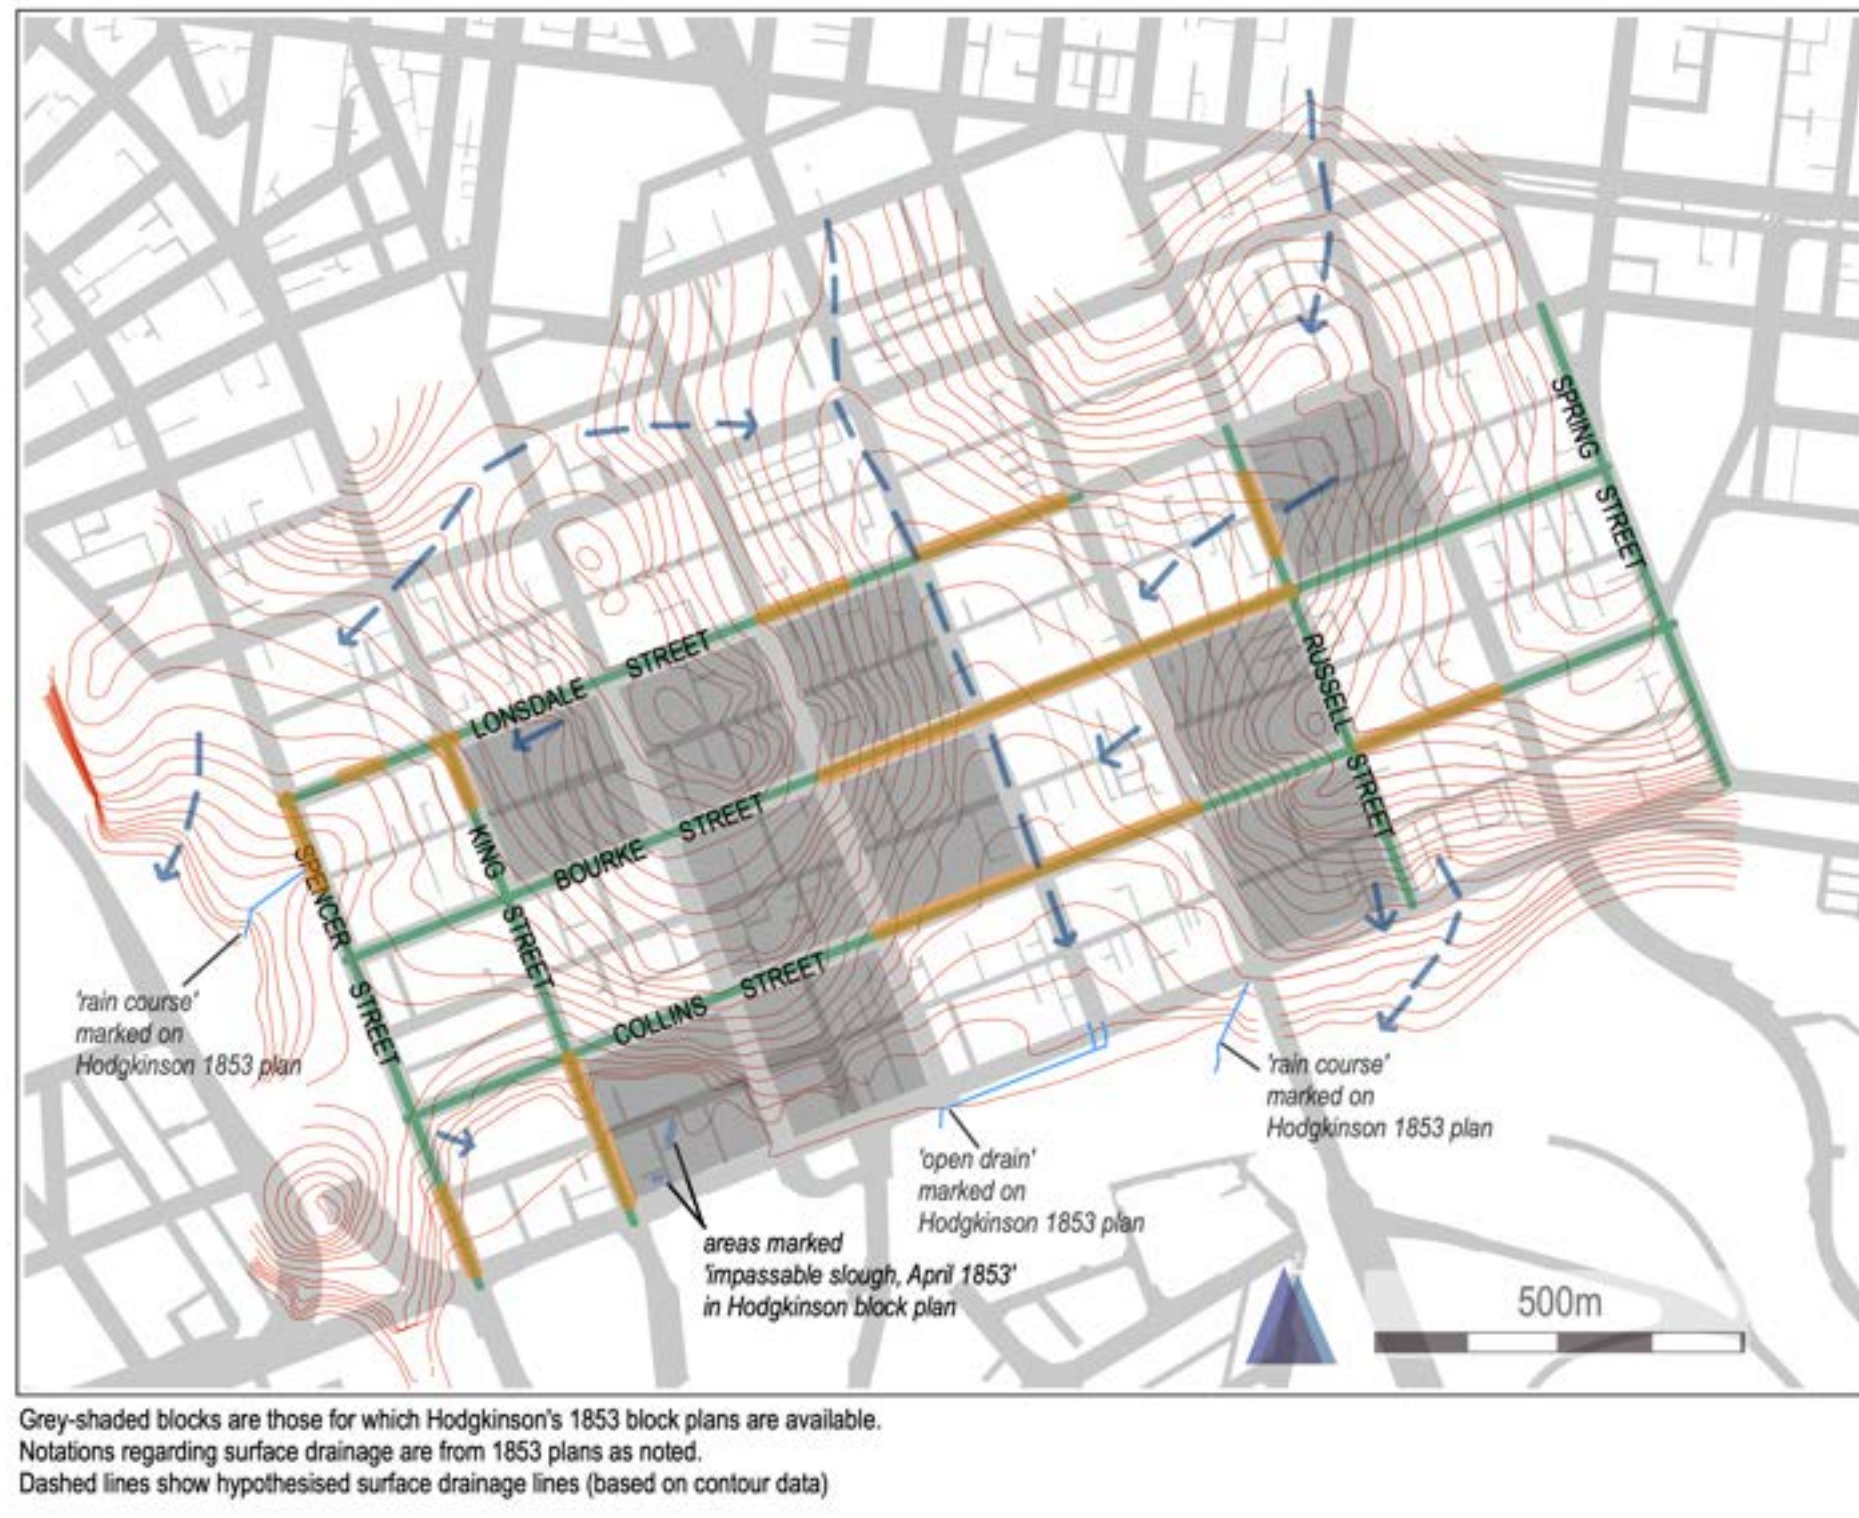 SPRING
STREET
LONSDALE STREET
RUSSELL
STREET
BOURKE STREET
KING
STREET
SPENCER
STREET
COLLINS STREET
'rain course'
marked on
Hodgkinson 1853 plan
'rain course'
marked on
Hodgkinson 1853 plan
'open drain'
marked on
Hodgkinson 1853 plan
areas marked
'impassable slough, April 1853'
in Hodgkinson block plan
500m
Grey-shaded blocks are those for which Hodgkinson's 1853 block plans are available.
Notations regarding surface drainage are from 1853 plans as noted.
Dashed lines show hypothesised surface drainage lines (based on contour data)